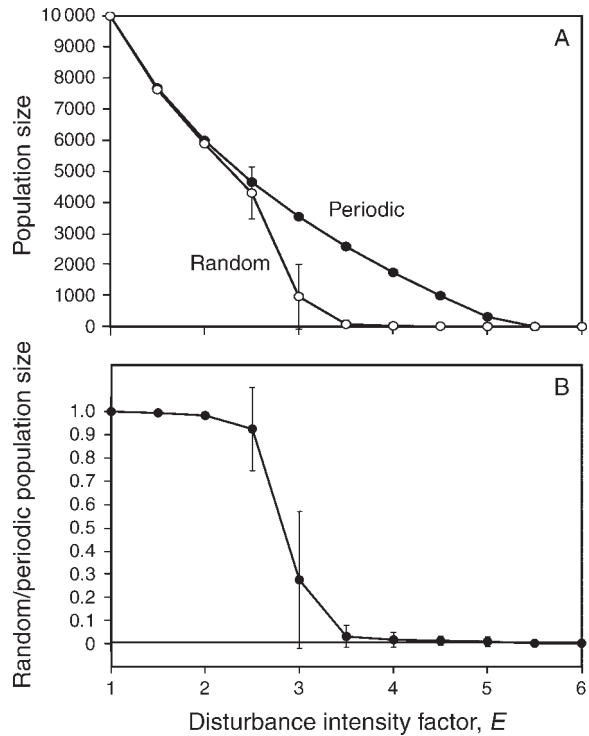 A
Population size
10 000
9000
8000
7000
6000
5000
4000
3000
2000
1000
0
Periodic
Random
B
Random/periodic population size
1.0
0.9
0.8
0.7
0.6
0.5
0.4
0.3
0.2
0.1
0
1 2 3 4 5 6
Disturbance intensity factor, E